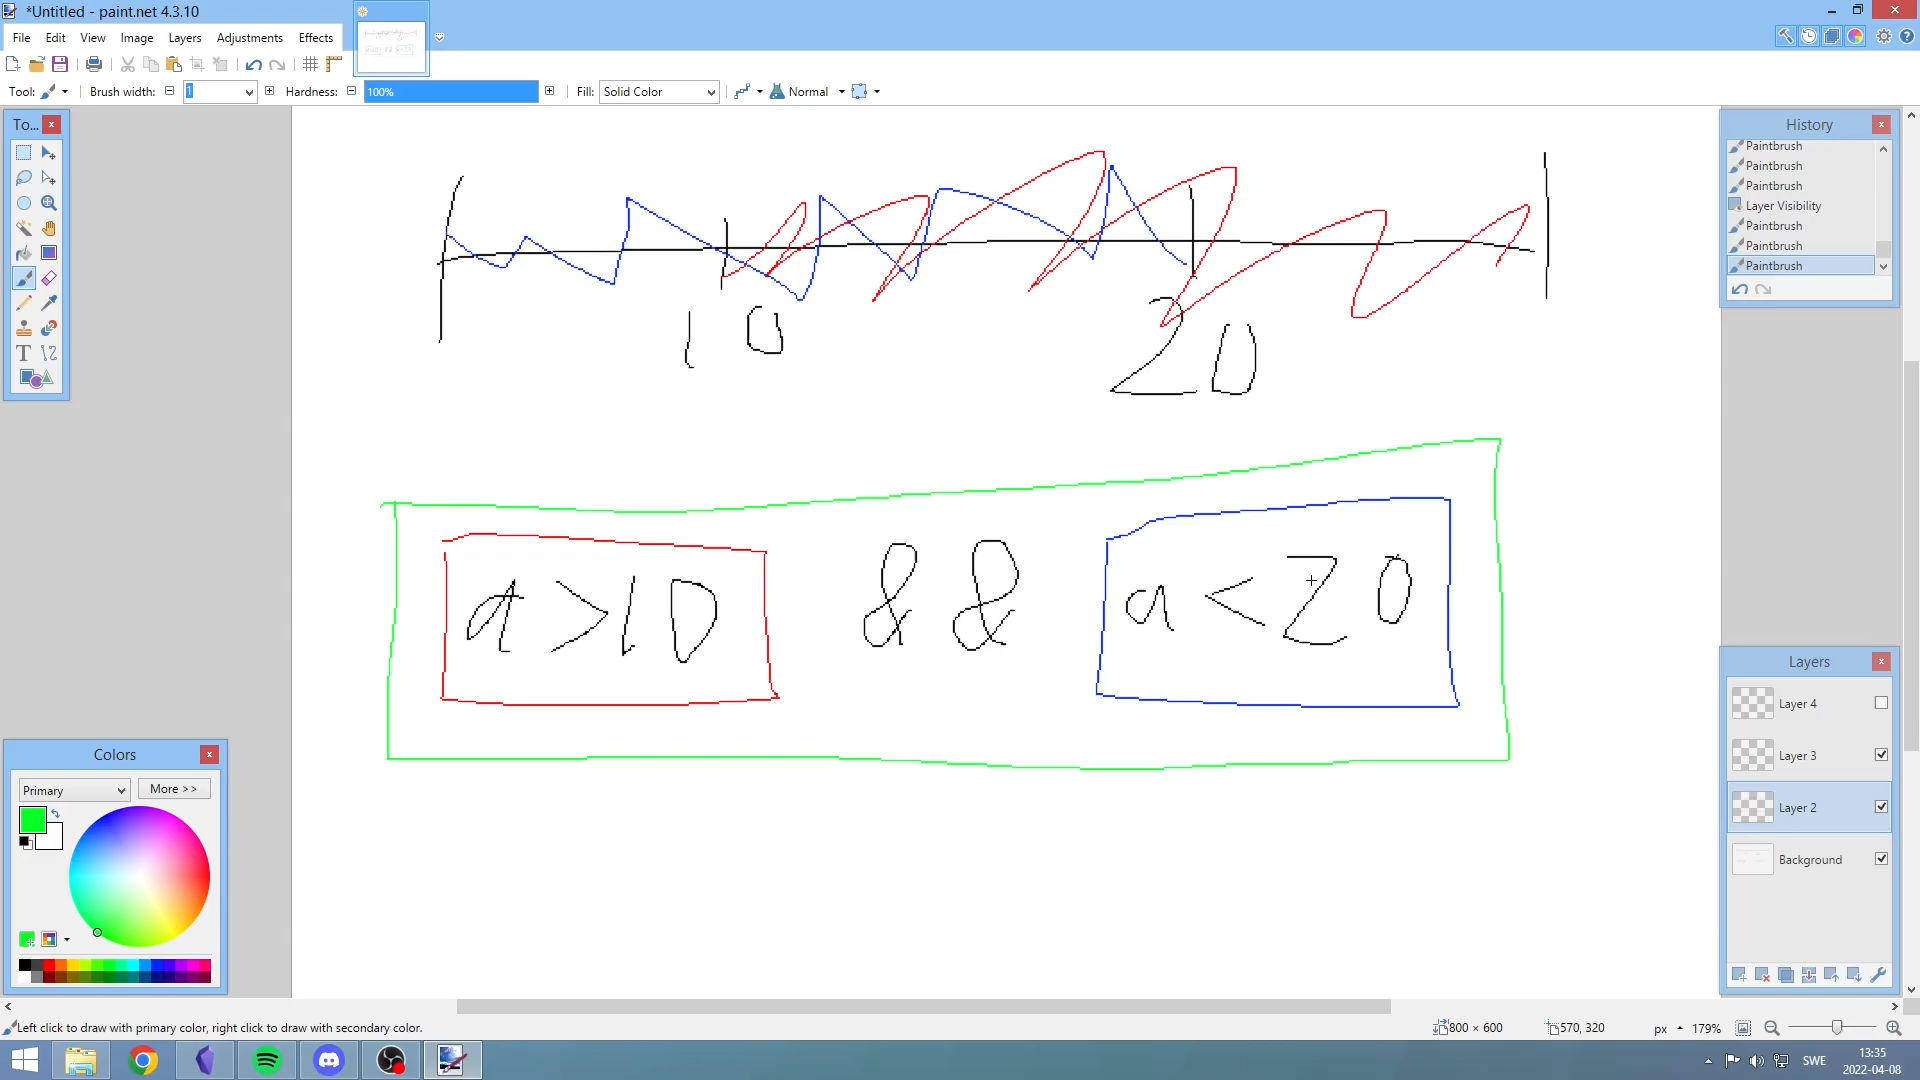 *Untitled - paint.net 4.3.10
File Edit View Image Layers Adjustments Effects
Tool: Brush width: 1 Hardness: 100% Fill: Solid Color Normal
To...
History
Paintbrush
Paintbrush
Paintbrush
Layer Visibility
Paintbrush
Paintbrush
Paintbrush
10 20
a>10 && a<20
Layers
Layer 4
Layer 3
Layer 2
Background
Colors
Primary More >>
Left click to draw with primary color, right click to draw with secondary color. 800 × 600 570, 320 px 179%
SWE 13:35
2022-04-08